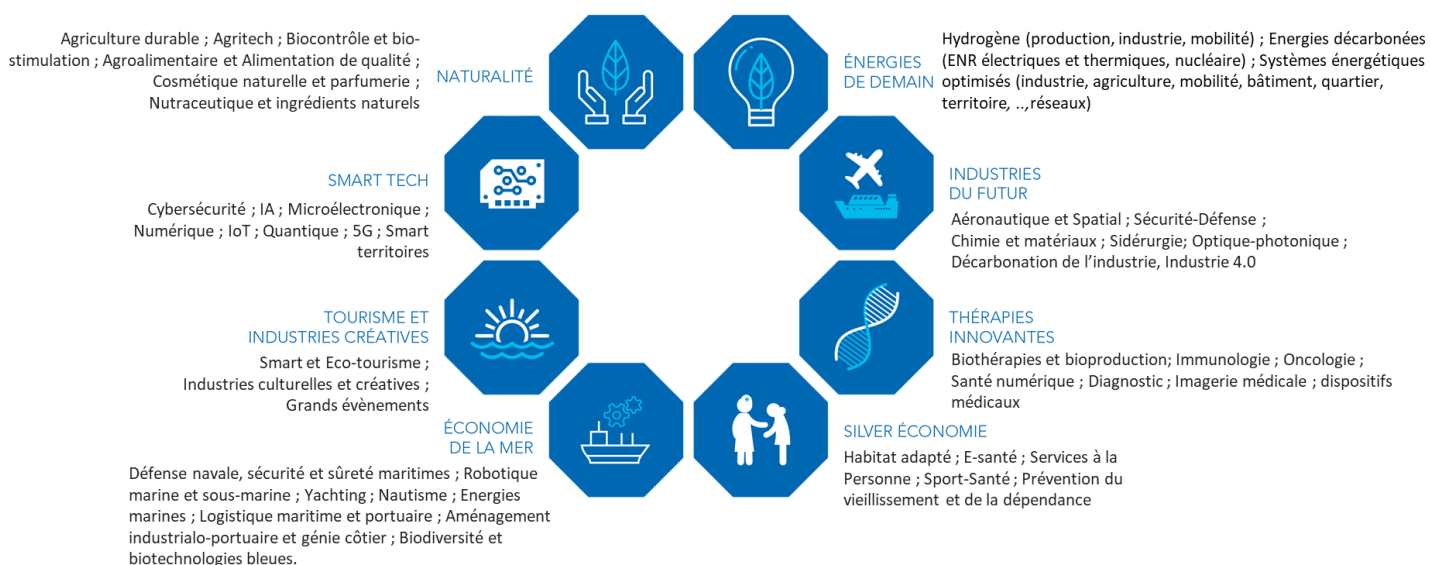 Agriculture durable ; Agritech ; Biocontrôle et bio-
stimulation ; Agroalimentaire et Alimentation de qualité ;
Cosmétique naturelle et parfumerie ;
Nutraceutique et ingrédients naturels
NATURALITÉ
ÉNERGIES
DE DEMAIN
Hydrogène (production, industrie, mobilité) ; Energies décarbonées
(ENR électriques et thermiques, nucléaire) ; Systèmes énergétiques
optimisés (industrie, agriculture, mobilité, bâtiment, quartier,
territoire, ..,réseaux)
SMART TECH
Cybersécurité ; IA ; Microélectronique ;
Numérique ; IoT ; Quantique ; 5G ; Smart
territoires
INDUSTRIES
DU FUTUR
Aéronautique et Spatial ; Sécurité-Défense ;
Chimie et matériaux ; Sidérurgie; Optique-photonique ;
Décarbonation de l'industrie, Industrie 4.0
TOURISME ET
INDUSTRIES CRÉATIVES
Smart et Eco-tourisme ;
Industries culturelles et créatives ;
Grands évènements
THÉRAPIES
INNOVANTES
Biothérapies et bioproduction; Immunologie ; Oncologie ;
Santé numérique ; Diagnostic ; Imagerie médicale ; dispositifs
médicaux
ÉCONOMIE
DE LA MER
Défense navale, sécurité et sûreté maritimes ; Robotique
marine et sous-marine ; Yachting ; Nautisme ; Energies
marines ; Logistique maritime et portuaire ; Aménagement
industrialo-portuaire et génie côtier ; Biodiversité et
biotechnologies bleues.
SILVER ÉCONOMIE
Habitat adapté ; E-santé ; Services à la
Personne ; Sport-Santé ; Prévention du
vieillissement et de la dépendance